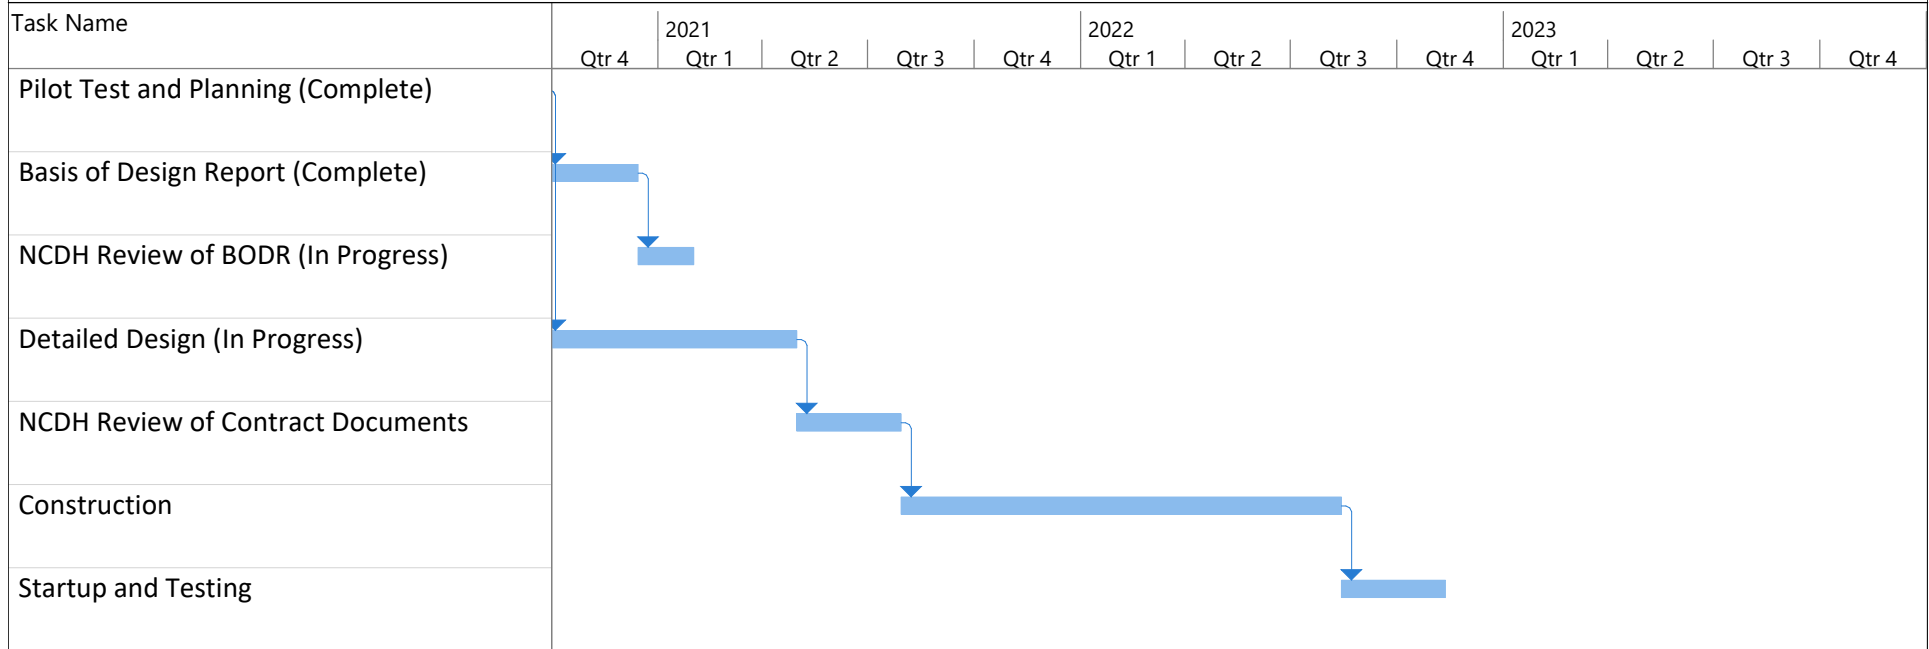 Task Name
2021 2022 2023
Qtr 4 Qtr 1 Qtr 2 Qtr 3 Qtr 4 Qtr 1 Qtr 2 Qtr 3 Qtr 4 Qtr 1 Qtr 2 Qtr 3 Qtr 4
Pilot Test and Planning (Complete)
Basis of Design Report (Complete)
NCDH Review of BODR (In Progress)
Detailed Design (In Progress)
NCDH Review of Contract Documents
Construction
Startup and Testing